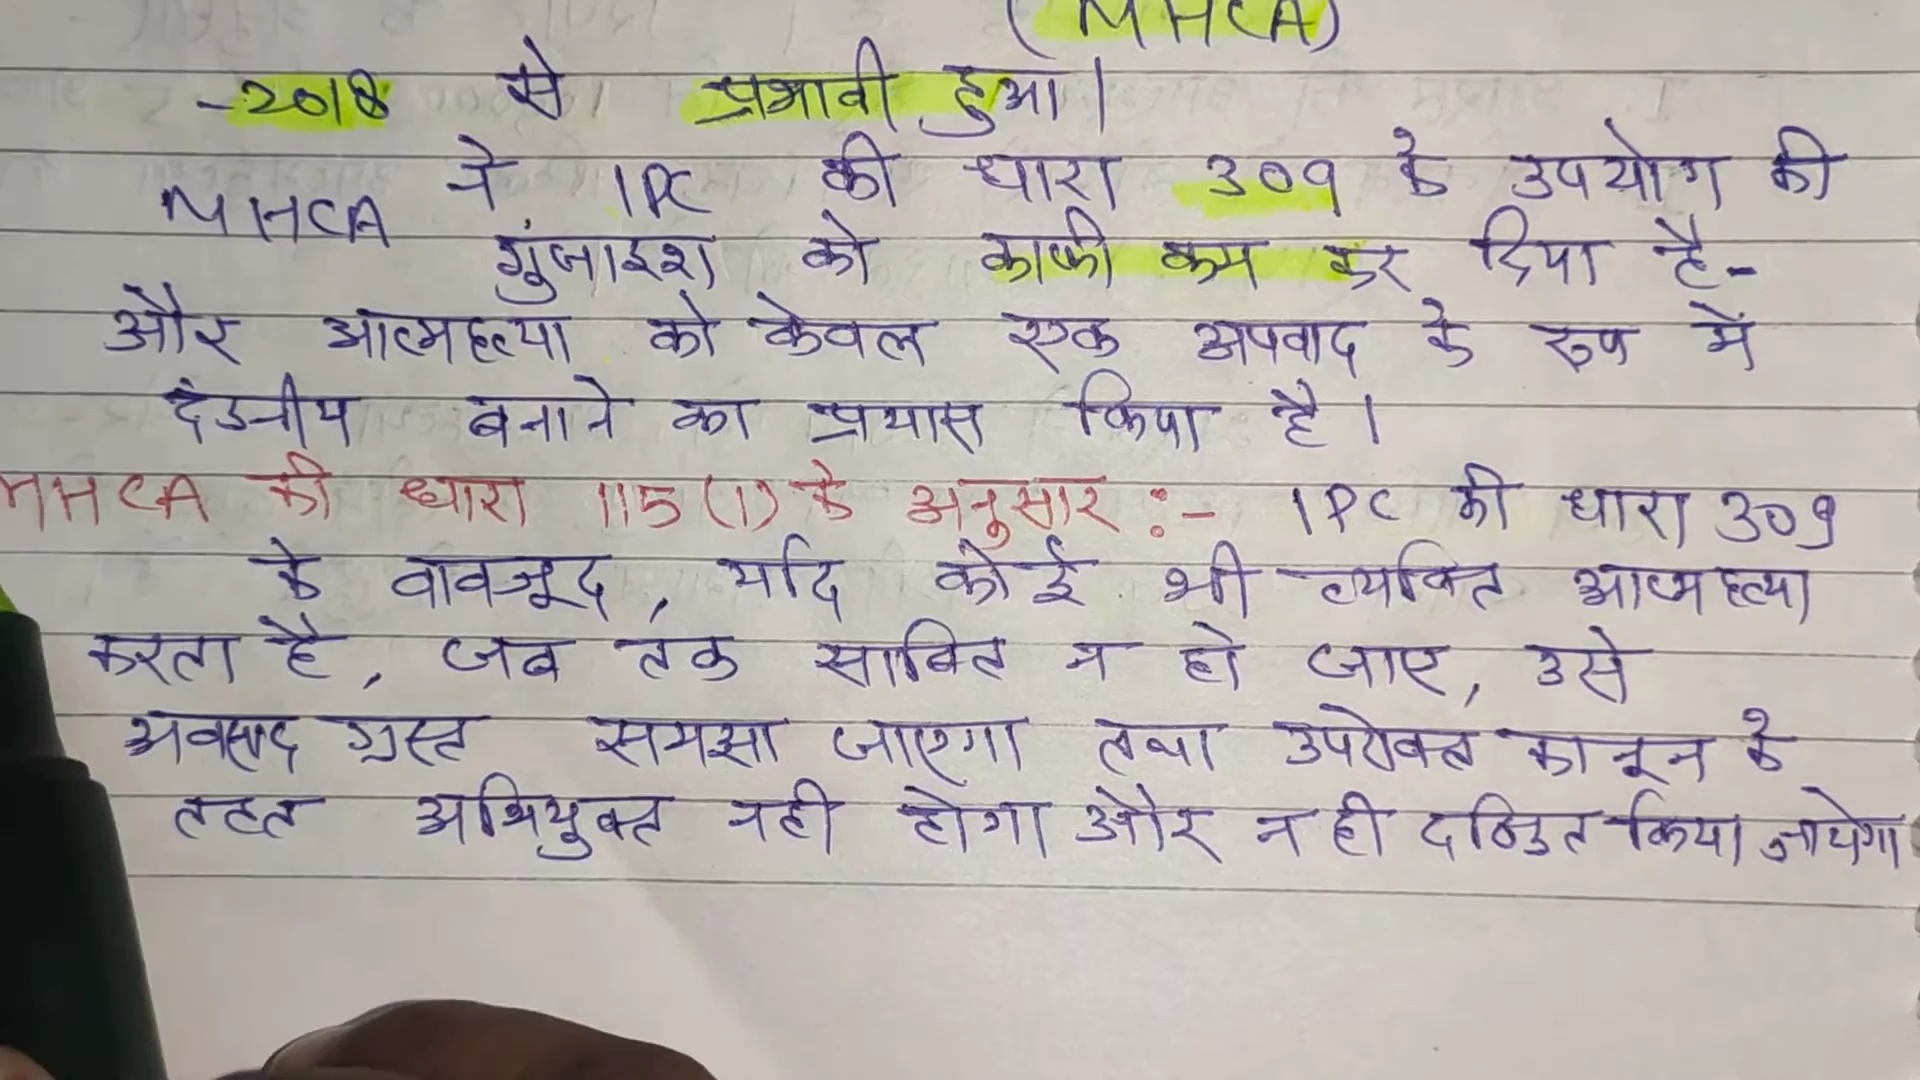 (MHCA)
-2018 से प्रभावी हुआ।
MHCA ने IPC की धारा 309 के उपयोग की
गुंजाइश को काफी कम कर दिया है-
और आत्महत्या को केवल एक अपवाद के रूप में
दंडनीय बनाने का प्रयास किया है।
MHCA की धारा 115(1) के अनुसार :- IPC की धारा 309
के वावजूद, यदि कोई भी व्यक्ति आत्महत्या
करता है, जब तक साबित न हो जाए, उसे
अवसाद ग्रस्त समझा जाएगा तथा उपरोक्त कानून के
तहत अभियुक्त नही होगा और न ही दण्डित किया जायेगा